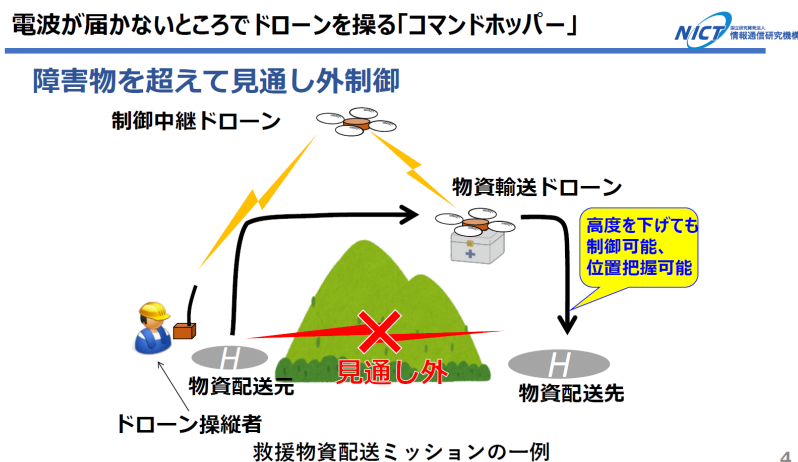 電波が届かないところでドローンを操る「コマンドホッパー」
NICT
国立研究開発法人
情報通信研究機構
障害物を超えて見通し外制御
制御中継ドローン
物資輸送ドローン
高度を下げても
制御可能、
位置把握可能
H
H
見通し外
物資配送元
物資配送先
ドローン操縦者
救援物資配送ミッションの一例
4